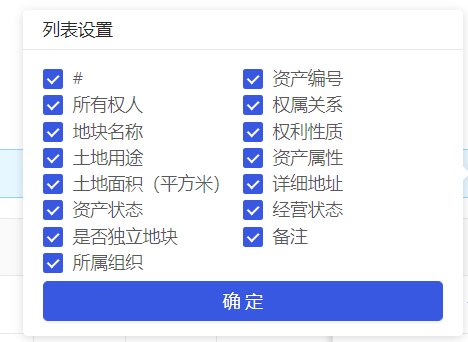 列表设置
# 资产编号
所有权人 权属关系
地块名称 权利性质
土地用途 资产属性
土地面积（平方米） 详细地址
资产状态 经营状态
是否独立地块 备注
所属组织
确 定